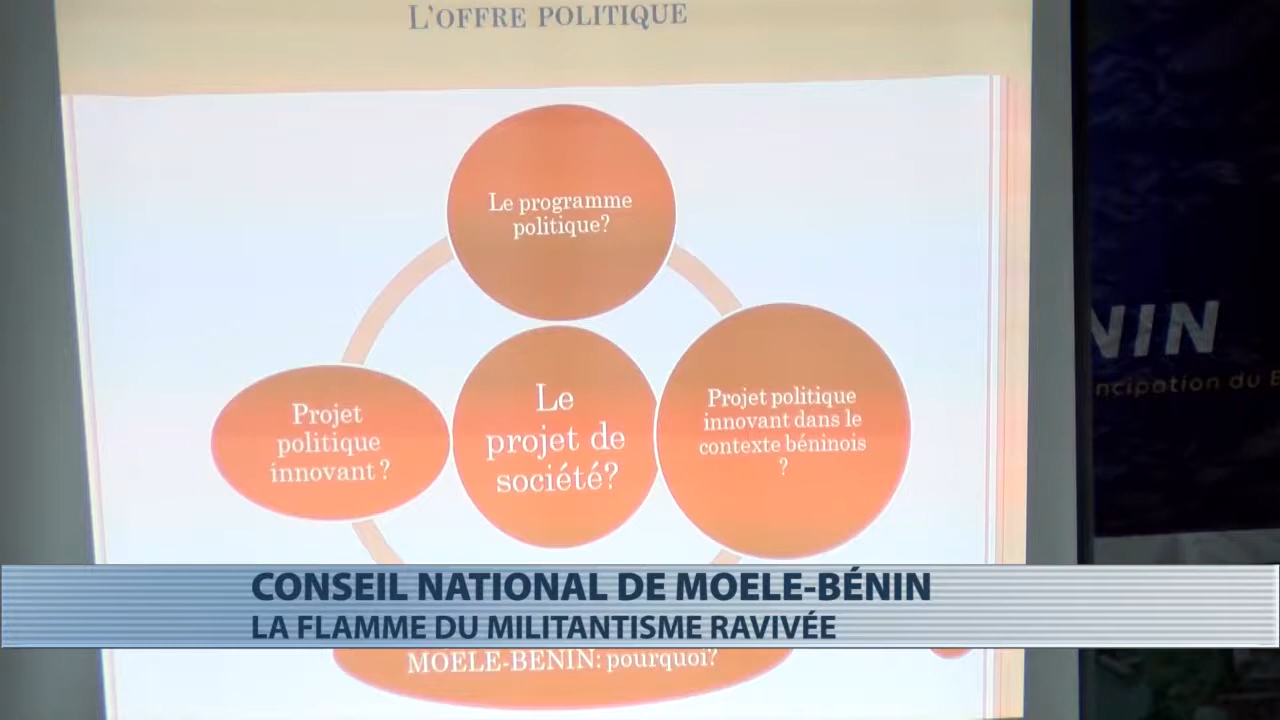 L'OFFRE POLITIQUE
Le programme
politique?
Projet
politique
innovant ?
Le
projet de
société?
Projet politique
innovant dans le
contexte béninois
?
NIN
ncipation du B
CONSEIL NATIONAL DE MOELE-BÉNIN
LA FLAMME DU MILITANTISME RAVIVÉE
MOELE-BENIN: pourquoi?